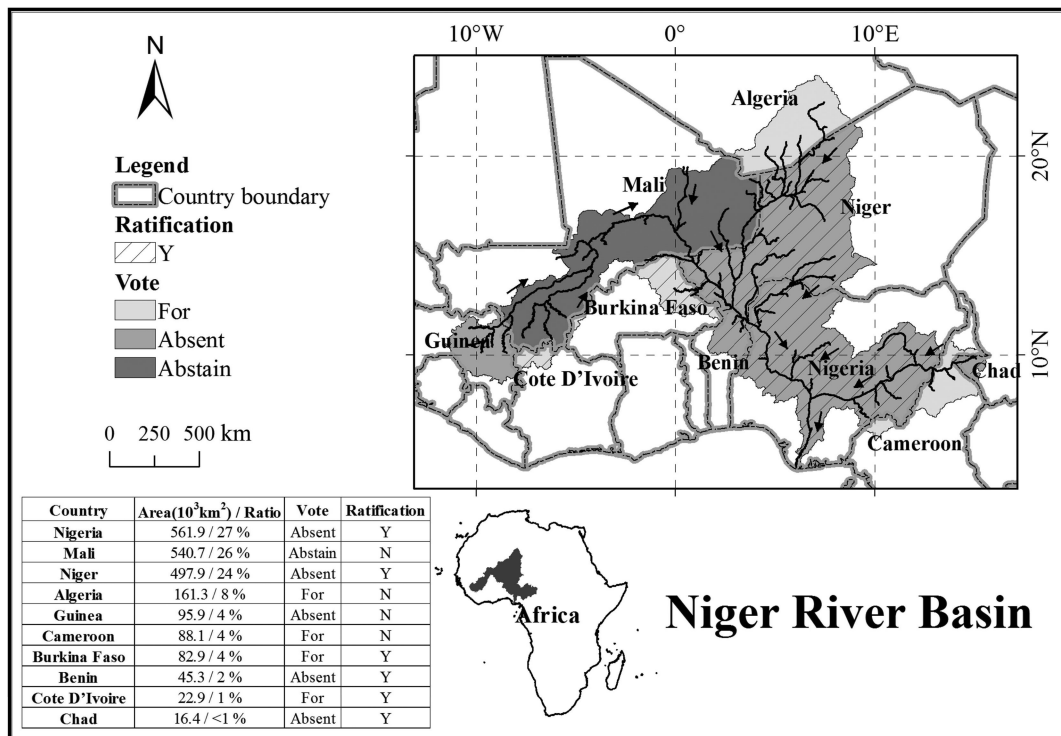 10°W 0° 10°E
N
Algeria
Legend
20°N
Country boundary
Mali
Ratification
Niger
Y
Vote
For
Burkina Faso
Absent
Guinea
Benin
Nigeria
Chad
10°N
Abstain
Cote D’Ivoire
Cameroon
0 250 500 km
Country Area(10³km²) / Ratio Vote Ratification
Nigeria 561.9 / 27 % Absent Y
Mali 540.7 / 26 % Abstain N
Niger 497.9 / 24 % Absent Y
Algeria 161.3 / 8 % For N
Guinea 95.9 / 4 % Absent N
Cameroon 88.1 / 4 % For N
Burkina Faso 82.9 / 4 % For Y
Benin 45.3 / 2 % Absent Y
Cote D’Ivoire 22.9 / 1 % For Y
Chad 16.4 / <1 % Absent Y
Africa
Niger River Basin